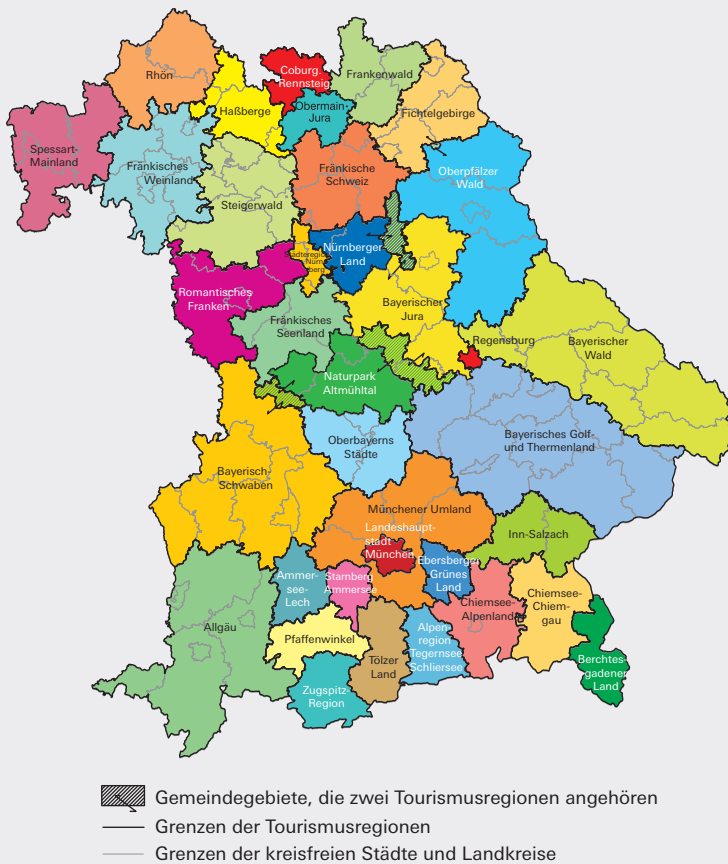 Rhön
Coburg.
Rennsteig
Frankenwald
Haßberge
Obermain-
Jura
Fichtelgebirge
Spessart-
Mainland
Fränkisches
Weinland
Fränkische
Schweiz
Oberpfälzer
Wald
Steigerwald
Städteregion
Nürn-
berg
Nürnberger
Land
Romantisches
Franken
Bayerischer
Jura
Fränkisches
Seenland
Regensburg
Bayerischer
Wald
Naturpark
Altmühltal
Oberbayerns
Städte
Bayerisches Golf-
und Thermenland
Bayerisch-
Schwaben
Münchener Umland
Landeshaupt-
stadt
München
Inn-Salzach
Ebersberger
Grünes
Land
Ammer-
see-
Lech
Starnberg
Ammersee
Chiemsee-
Alpenland
Chiemsee-
Chiem-
gau
Allgäu
Pfaffenwinkel
Tölzer
Land
Alpen
region
Tegernsee
Schliersee
Berchtes-
gadener
Land
Zugspitz-
Region
Gemeindegebiete, die zwei Tourismusregionen angehören
Grenzen der Tourismusregionen
Grenzen der kreisfreien Städte und Landkreise